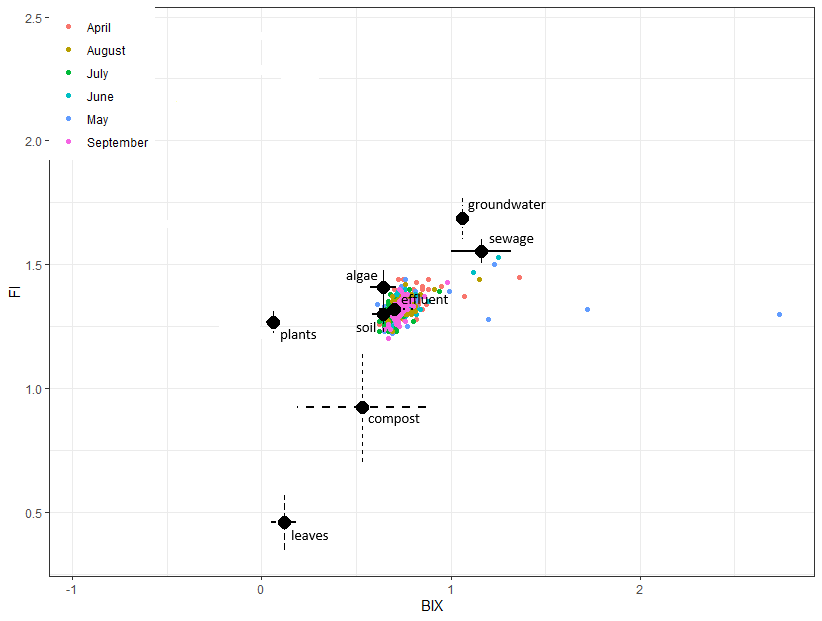 2.5
April
August
July
June
May
September
2.0
groundwater
sewage
1.5
algae
effluent
FI
soil
plants
1.0
compost
0.5
leaves
-1
0
1
2
BIX